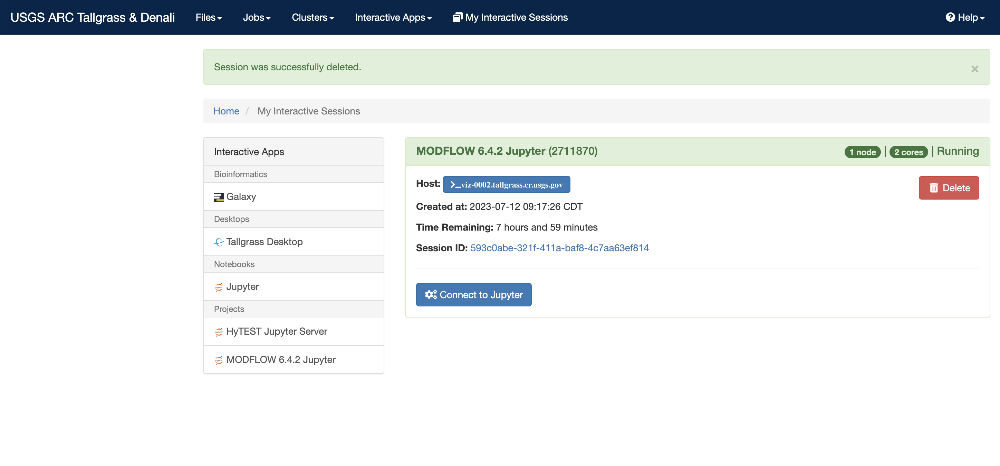 USGS ARC Tallgrass & Denali Files Jobs Clusters Interactive Apps My Interactive Sessions Help
Session was successfully deleted. ×
Home / My Interactive Sessions
Interactive Apps
Bioinformatics
Galaxy
Desktops
Tallgrass Desktop
Notebooks
Jupyter
Projects
HyTEST Jupyter Server
MODFLOW 6.4.2 Jupyter
MODFLOW 6.4.2 Jupyter (2711870) 1 node | 2 cores | Running
Host: >_viz-0002.tallgrass.cr.usgs.gov Delete
Created at: 2023-07-12 09:17:26 CDT
Time Remaining: 7 hours and 59 minutes
Session ID: 593c0abe-321f-411a-baf8-4c7aa63ef814
Connect to Jupyter